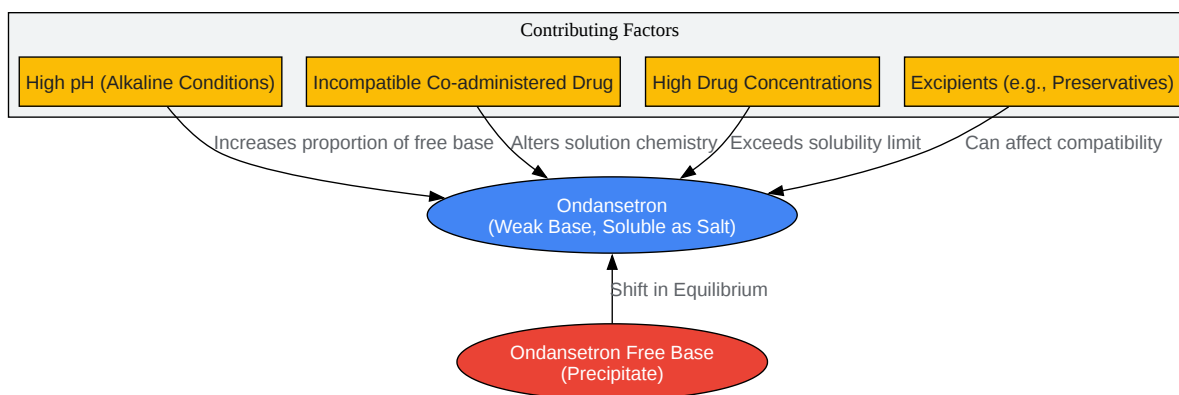 Contributing Factors
High pH (Alkaline Conditions)
Incompatible Co-administered Drug
High Drug Concentrations
Excipients (e.g., Preservatives)
Increases proportion of free base
Alters solution chemistry
Exceeds solubility limit
Can affect compatibility
Ondansetron
(Weak Base, Soluble as Salt)
Shift in Equilibrium
Ondansetron Free Base
(Precipitate)